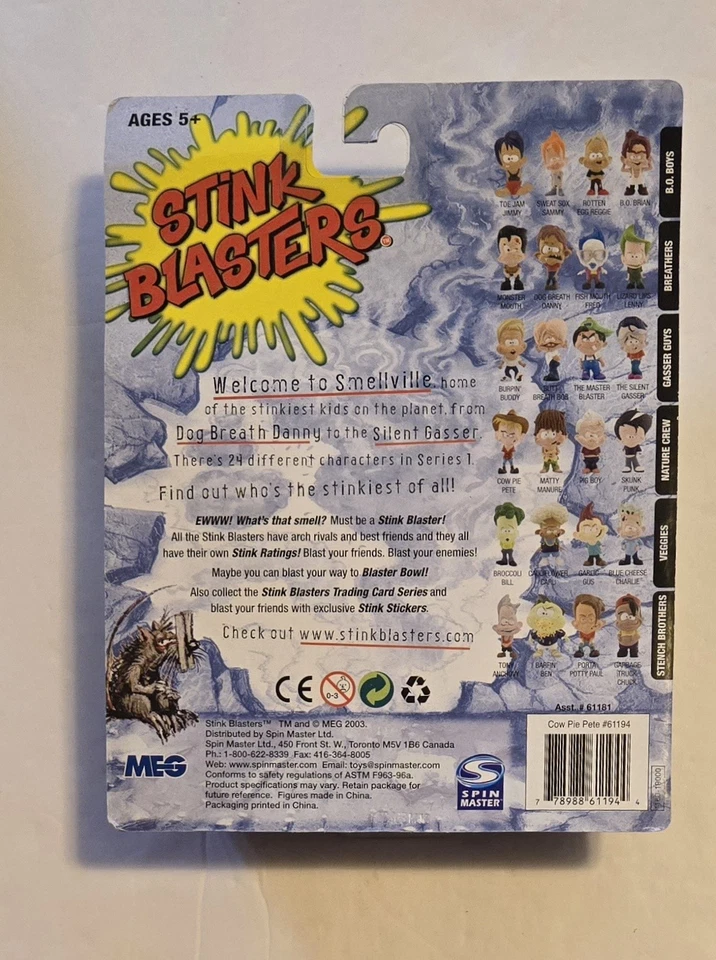 AGES 5+
STINK
BLASTERS
TM
Welcome to Smellville, home
of the stinkiest kids on the planet, from
Dog Breath Danny to the Silent Gasser.
There's 24 different characters in Series 1.
Find out who's the stinkiest of all!
EWWW! What's that smell? Must be a Stink Blaster!
All the Stink Blasters have arch rivals and best friends and they all
have their own Stink Ratings! Blast your friends. Blast your enemies!
Maybe you can blast your way to Blaster Bowl!
Also collect the Stink Blasters Trading Card Series and
blast your friends with exclusive Stink Stickers.
Check out www.stinkblasters.com
TOE JAM JIMMY
SWEAT SOX SAMMY
ROTTEN EGG REGGIE
B.O. BRIAN
B.O. BOYS
MONSTER MOUTH
DOG BREATH DANNY
FISH MOUTH FRED
LIZARD LIPS LENNY
BREATHERS
BURPIN' BUDDY
BREATH BOB
THE MASTER BLASTER
THE SILENT GASSER
GASSER GUYS
COW PIE PETE
MATTY MANURE
PIG BOY
SKUNK PUNK
NATURE CREW
BROCCOLI BILL
CAULIFLOWER CARL
GARLIC GUS
BLUE CHEESE CHARLIE
VEGGIES
TONY ANCHOVY
BARFIN' BEN
PORTA POTTY PAUL
GARBAGE TRUCK CHUCK
STENCH BROTHERS
CE
0-3
Asst. # 61181
MEG
Stink Blasters™ TM and © MEG 2003.
Distributed by Spin Master Ltd.
Spin Master Ltd., 450 Front St. W., Toronto M5V 1B6 Canada
Ph.: 1-800-622-8339 Fax: 416-364-8005
Web: www.spinmaster.com Email: toys@spinmaster.com
Conforms to safety regulations of ASTM F963-96a.
Product specifications may vary. Retain package for
future reference. Figures made in China.
Packaging printed in China.
SPIN
MASTER
Cow Pie Pete #61194
7 78988 61194 4